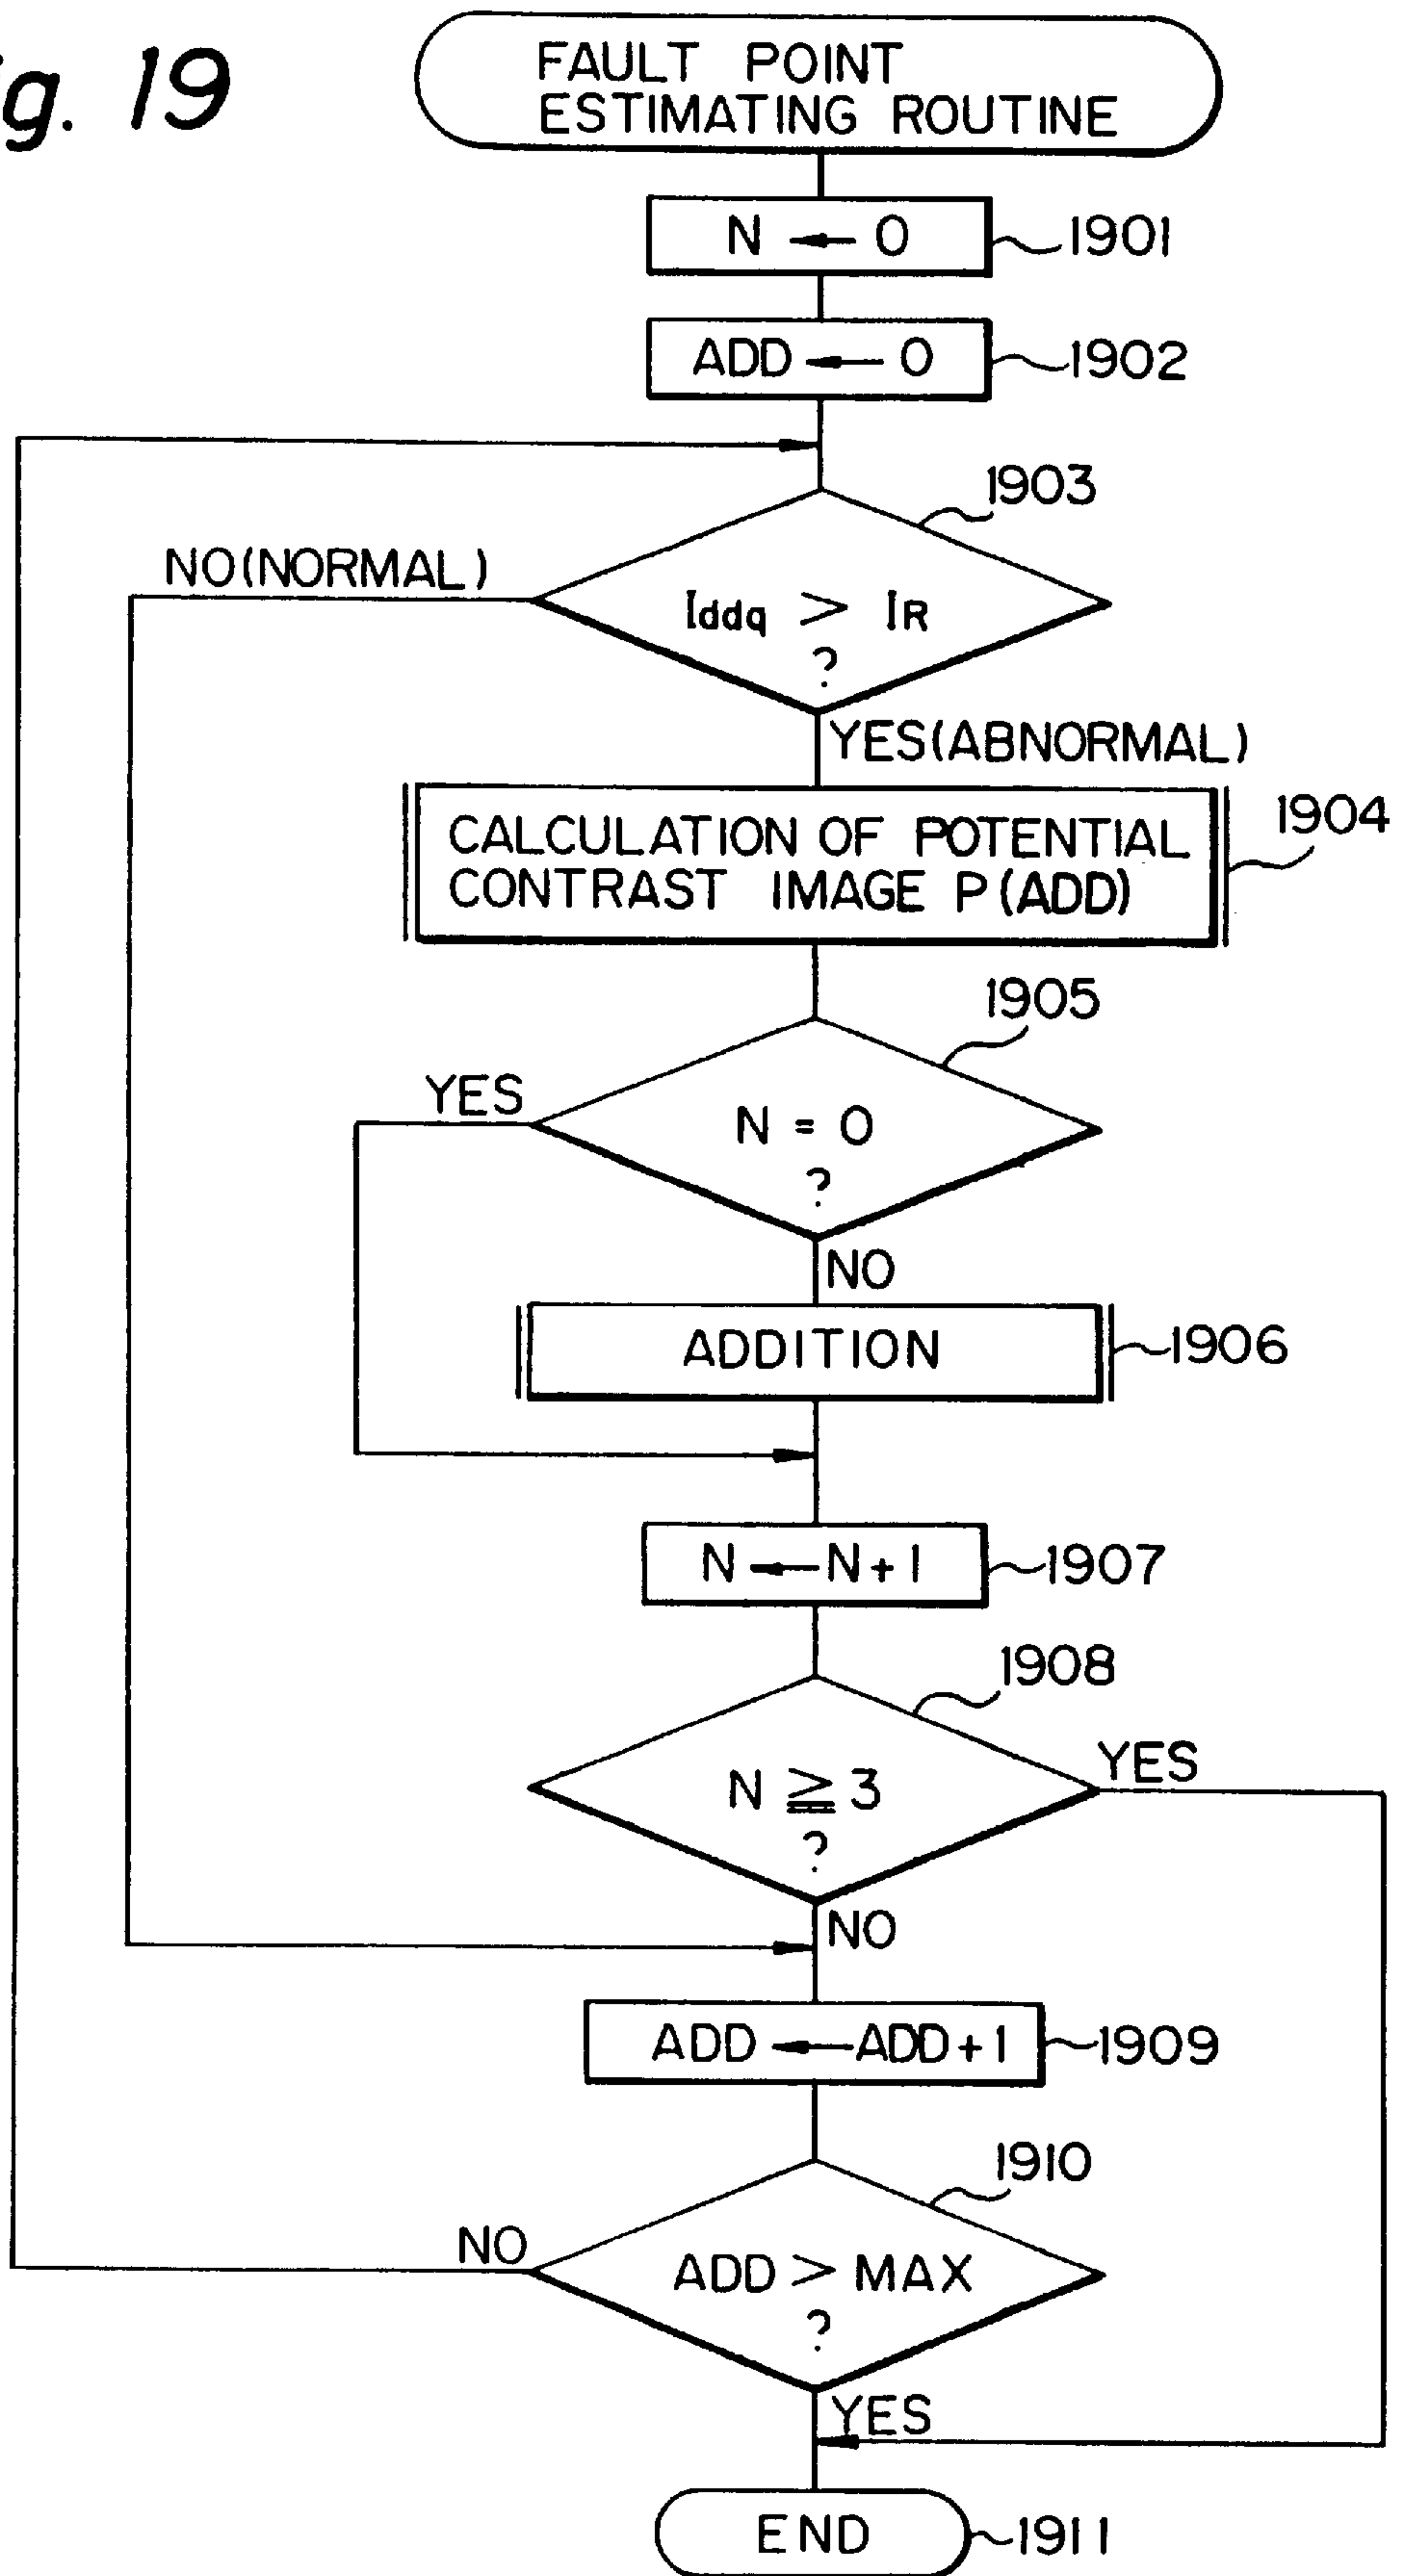 g. 19
FAULT POINT
ESTIMATING ROUTINE
N ← 0
1901
ADD ← 0
1902
1903
NO(NORMAL)
Iddq > IR
?
YES(ABNORMAL)
CALCULATION OF POTENTIAL
CONTRAST IMAGE P(ADD)
1904
1905
YES
N = 0
?
NO
ADDITION
1906
N ← N+1
1907
1908
YES
N ≧ 3
?
NO
ADD ← ADD+1
1909
1910
NO
ADD > MAX
?
YES
END
1911